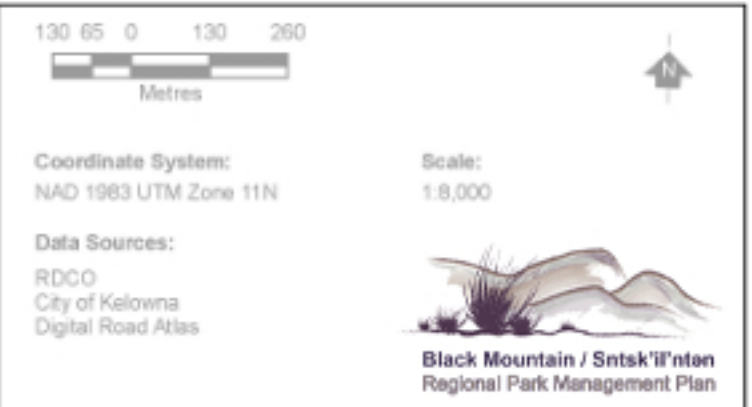 130 65 0 130 260
Metres
N
Coordinate System:
NAD 1983 UTM Zone 11N
Scale:
1:8,000
Data Sources:
RDCO
City of Kelowna
Digital Road Atlas
Black Mountain / Sntsk'il'ntən
Regional Park Management Plan